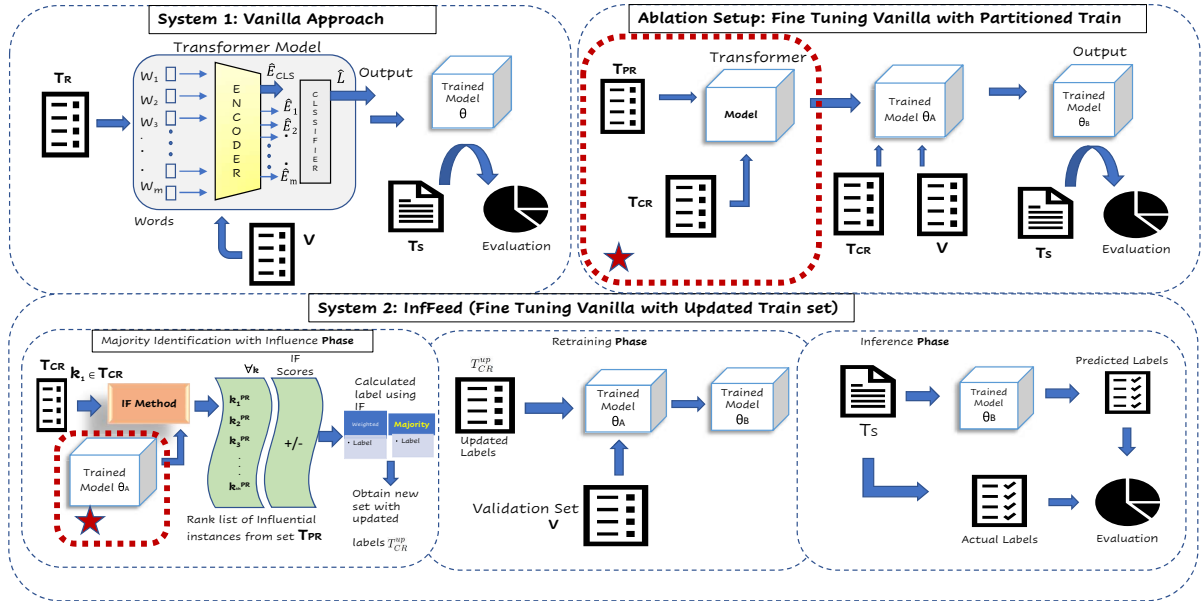 System 1: Vanilla Approach
Transformer Model
TR
W1
W2
W3
Wm
Words
ENCODER
ÊCLS
Ê1
Ê2
Êm
CLSSIFIER
L̂
Output
Trained
Model
θ
V
Ts
Evaluation
Ablation Setup: Fine Tuning Vanilla with Partitioned Train
TPR
Transformer
Model
TCR
Trained
Model θA
TCR
V
Output
Trained
Model
θB
Ts
Evaluation
System 2: InfFeed (Fine Tuning Vanilla with Updated Train set)
Majority Identification with Influence Phase
TCR
k1 ∈ TCR
IF Method
Trained
Model θA
∀k
k1PR
k2PR
k3PR
IF
Scores
+/-
Rank list of Influential
instances from set TPR
Calculated
label using
IF
Weighted
Majority
• Label
• Label
Obtain new
set with
updated
labels TCR^up
Retraining Phase
TCR^up
Updated
Labels
Trained
Model
θA
Trained
Model
θB
Validation Set
V
Inference Phase
Ts
Trained
Model
θB
Predicted Labels
Actual Labels
Evaluation